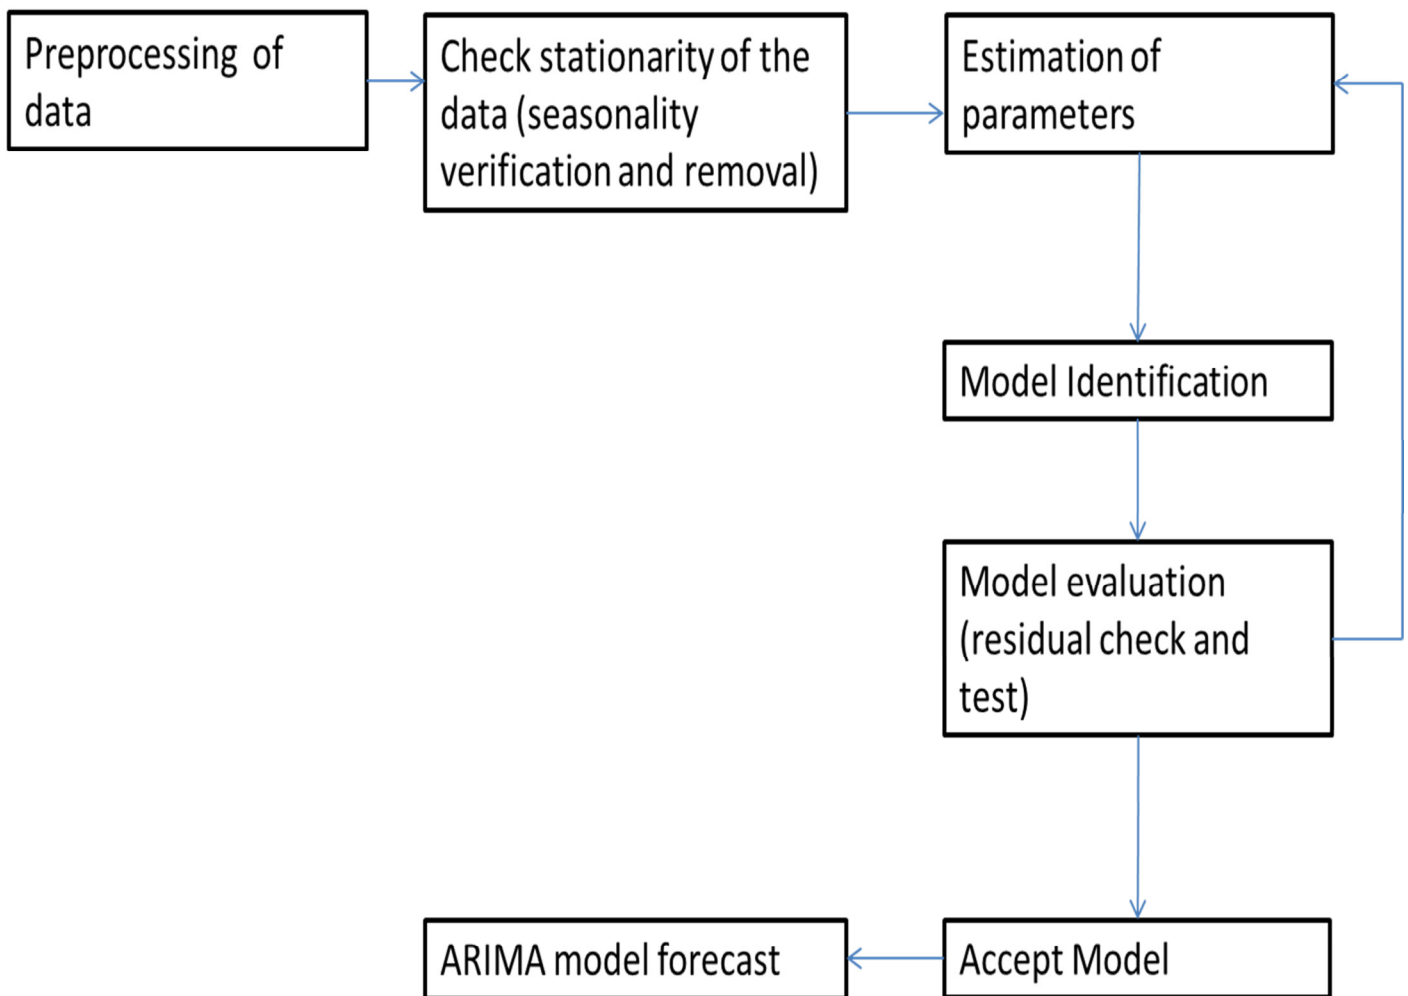 Preprocessing of
data
Check stationarity of the
data (seasonality
verification and removal)
Estimation of
parameters
Model Identification
Model evaluation
(residual check and
test)
Accept Model
ARIMA model forecast